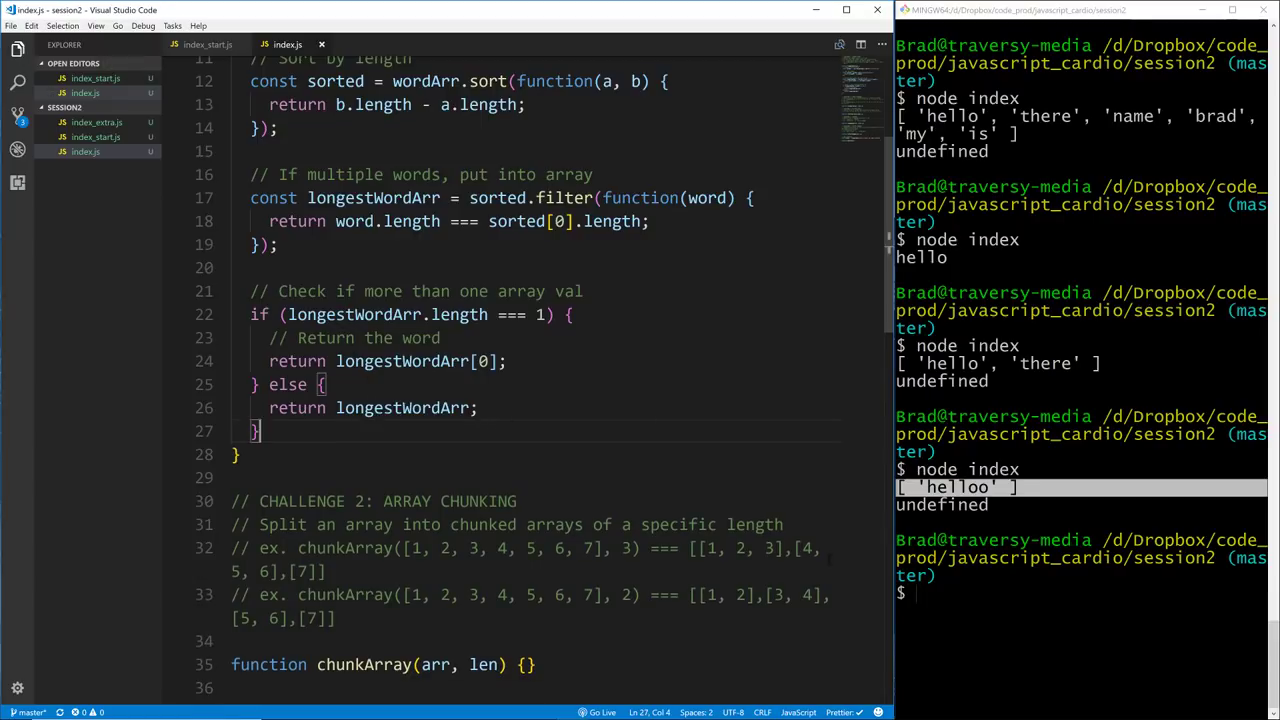 index.js - session2 - Visual Studio Code
File Edit Selection View Go Debug Tasks Help
EXPLORER
OPEN EDITORS
index_start.js U
index.js U
SESSION2
index_extra.js U
index_start.js U
index.js U
3
index_start.js index.js
11 // Sort by length
12 const sorted = wordArr.sort(function(a, b) {
13 return b.length - a.length;
14 });
15
16 // If multiple words, put into array
17 const longestWordArr = sorted.filter(function(word) {
18 return word.length === sorted[0].length;
19 });
20
21 // Check if more than one array val
22 if (longestWordArr.length === 1) {
23 // Return the word
24 return longestWordArr[0];
25 } else {
26 return longestWordArr;
27 }
28 }
29
30 // CHALLENGE 2: ARRAY CHUNKING
31 // Split an array into chunked arrays of a specific length
32 // ex. chunkArray([1, 2, 3, 4, 5, 6, 7], 3) === [[1, 2, 3],[4,
5, 6],[7]]
33 // ex. chunkArray([1, 2, 3, 4, 5, 6, 7], 2) === [[1, 2],[3, 4],
[5, 6],[7]]
34
35 function chunkArray(arr, len) {}
36
master* 0 0 Ln 27, Col 4 Spaces: 2 UTF-8 CRLF JavaScript Go Live Prettier: ✓
MINGW64:/d/Dropbox/code_prod/javascript_cardio/session2
Brad@traversy-media /d/Dropbox/code_
prod/javascript_cardio/session2 (mas
ter)
$ node index
[ 'hello', 'there', 'name', 'brad',
'my', 'is' ]
undefined
Brad@traversy-media /d/Dropbox/code_
prod/javascript_cardio/session2 (mas
ter)
$ node index
hello
Brad@traversy-media /d/Dropbox/code_
prod/javascript_cardio/session2 (mas
ter)
$ node index
[ 'hello', 'there' ]
undefined
Brad@traversy-media /d/Dropbox/code_
prod/javascript_cardio/session2 (mas
ter)
$ node index
[ 'helloo' ]
undefined
Brad@traversy-media /d/Dropbox/code_
prod/javascript_cardio/session2 (mas
ter)
$